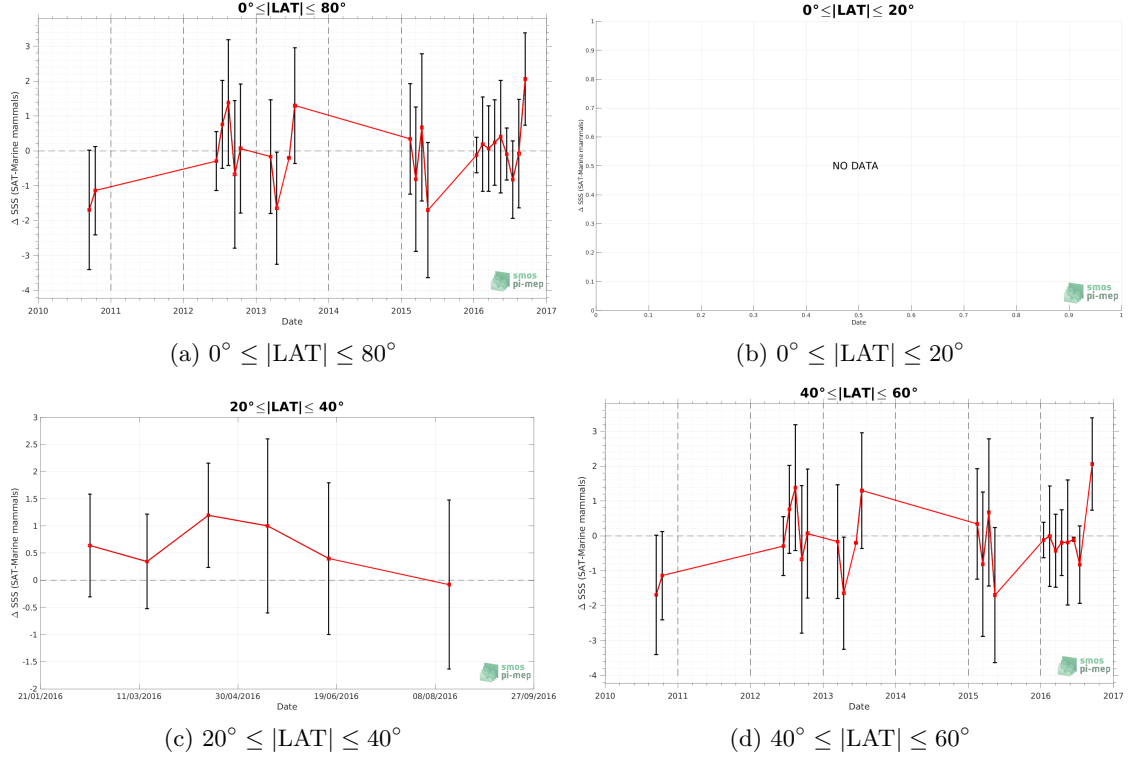 0°≤|LAT|≤ 80°
Δ SSS (SAT-Marine mammals)
3
2
1
0
-1
-2
-3
-4
2010 2011 2012 2013 2014 2015 2016 2017
Date
smos
pi-mep
(a) 0° ≤ |LAT| ≤ 80°
0°≤|LAT|≤ 20°
Δ SSS (SAT-Marine mammals)
1
0.9
0.8
0.7
0.6
0.5
0.4
0.3
0.2
0.1
0
NO DATA
0 0.1 0.2 0.3 0.4 0.5 0.6 0.7 0.8 0.9 1
Date
smos
pi-mep
(b) 0° ≤ |LAT| ≤ 20°
20°≤|LAT|≤ 40°
Δ SSS (SAT-Marine mammals)
3
2.5
2
1.5
1
0.5
0
-0.5
-1
-1.5
-2
21/01/2016 11/03/2016 30/04/2016 19/06/2016 08/08/2016 27/09/2016
Date
smos
pi-mep
(c) 20° ≤ |LAT| ≤ 40°
40°≤|LAT|≤ 60°
Δ SSS (SAT-Marine mammals)
3
2
1
0
-1
-2
-3
-4
2010 2011 2012 2013 2014 2015 2016 2017
Date
smos
pi-mep
(d) 40° ≤ |LAT| ≤ 60°